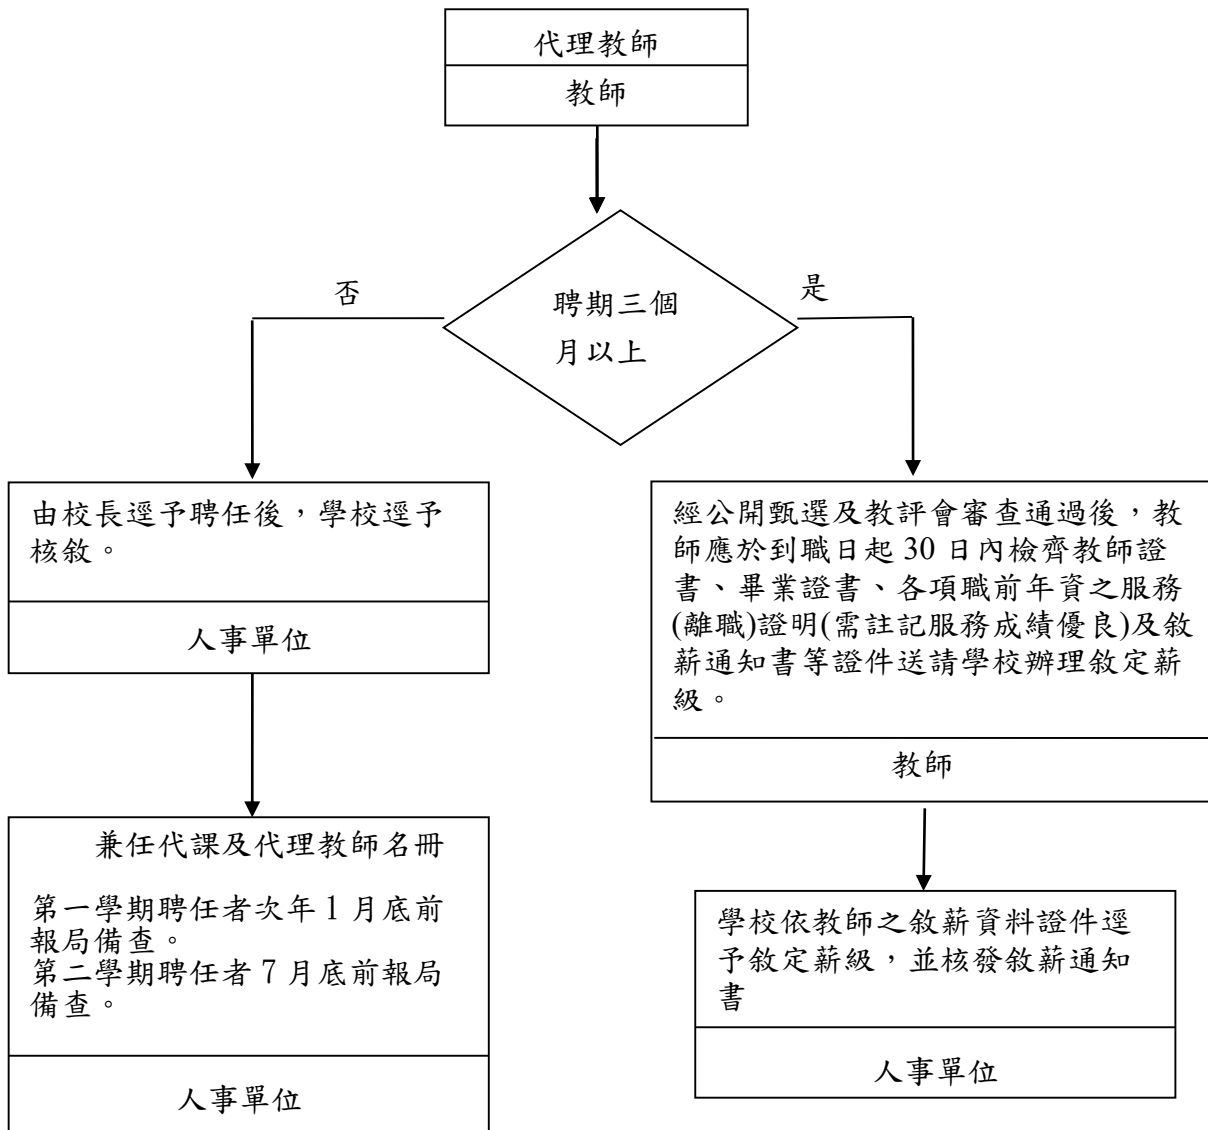 代理教師
教師
聘期三個
月以上
否
是
由校長逕予聘任後,學校逕予
核敘。
人事單位
兼任代課及代理教師名冊
第一學期聘任者次年1月底前
報局備查。
第二學期聘任者7月底前報局
備查。
人事單位
經公開甄選及教評會審查通過後,教
師應於到職日起 30 日內檢齊教師證
書、畢業證書、各項職前年資之服務
(離職)證明(需註記服務成績優良)及敘
薪通知書等證件送請學校辦理敘定薪
級。
教師
學校依教師之敘薪資料證件逕
予敘定薪級,並核發敘薪通知
書
人事單位